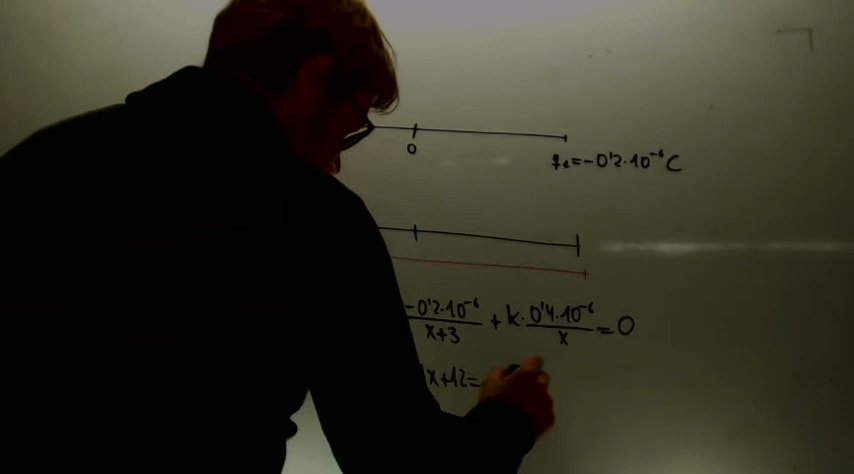 0
q₂=-0'2·10⁻⁶C
-0'2·10⁻⁶/x+3 + k·0'4·10⁻⁶/x = 0
x+12=